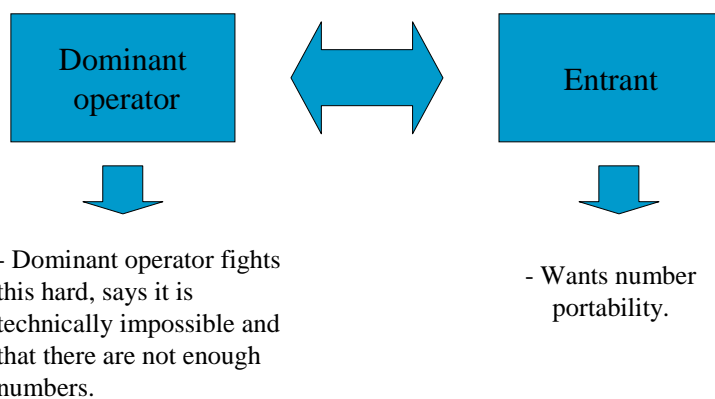 Dominant
operator
Entrant
- Dominant operator fights
this hard, says it is
technically impossible and
that there are not enough
numbers.
- Wants number
portability.